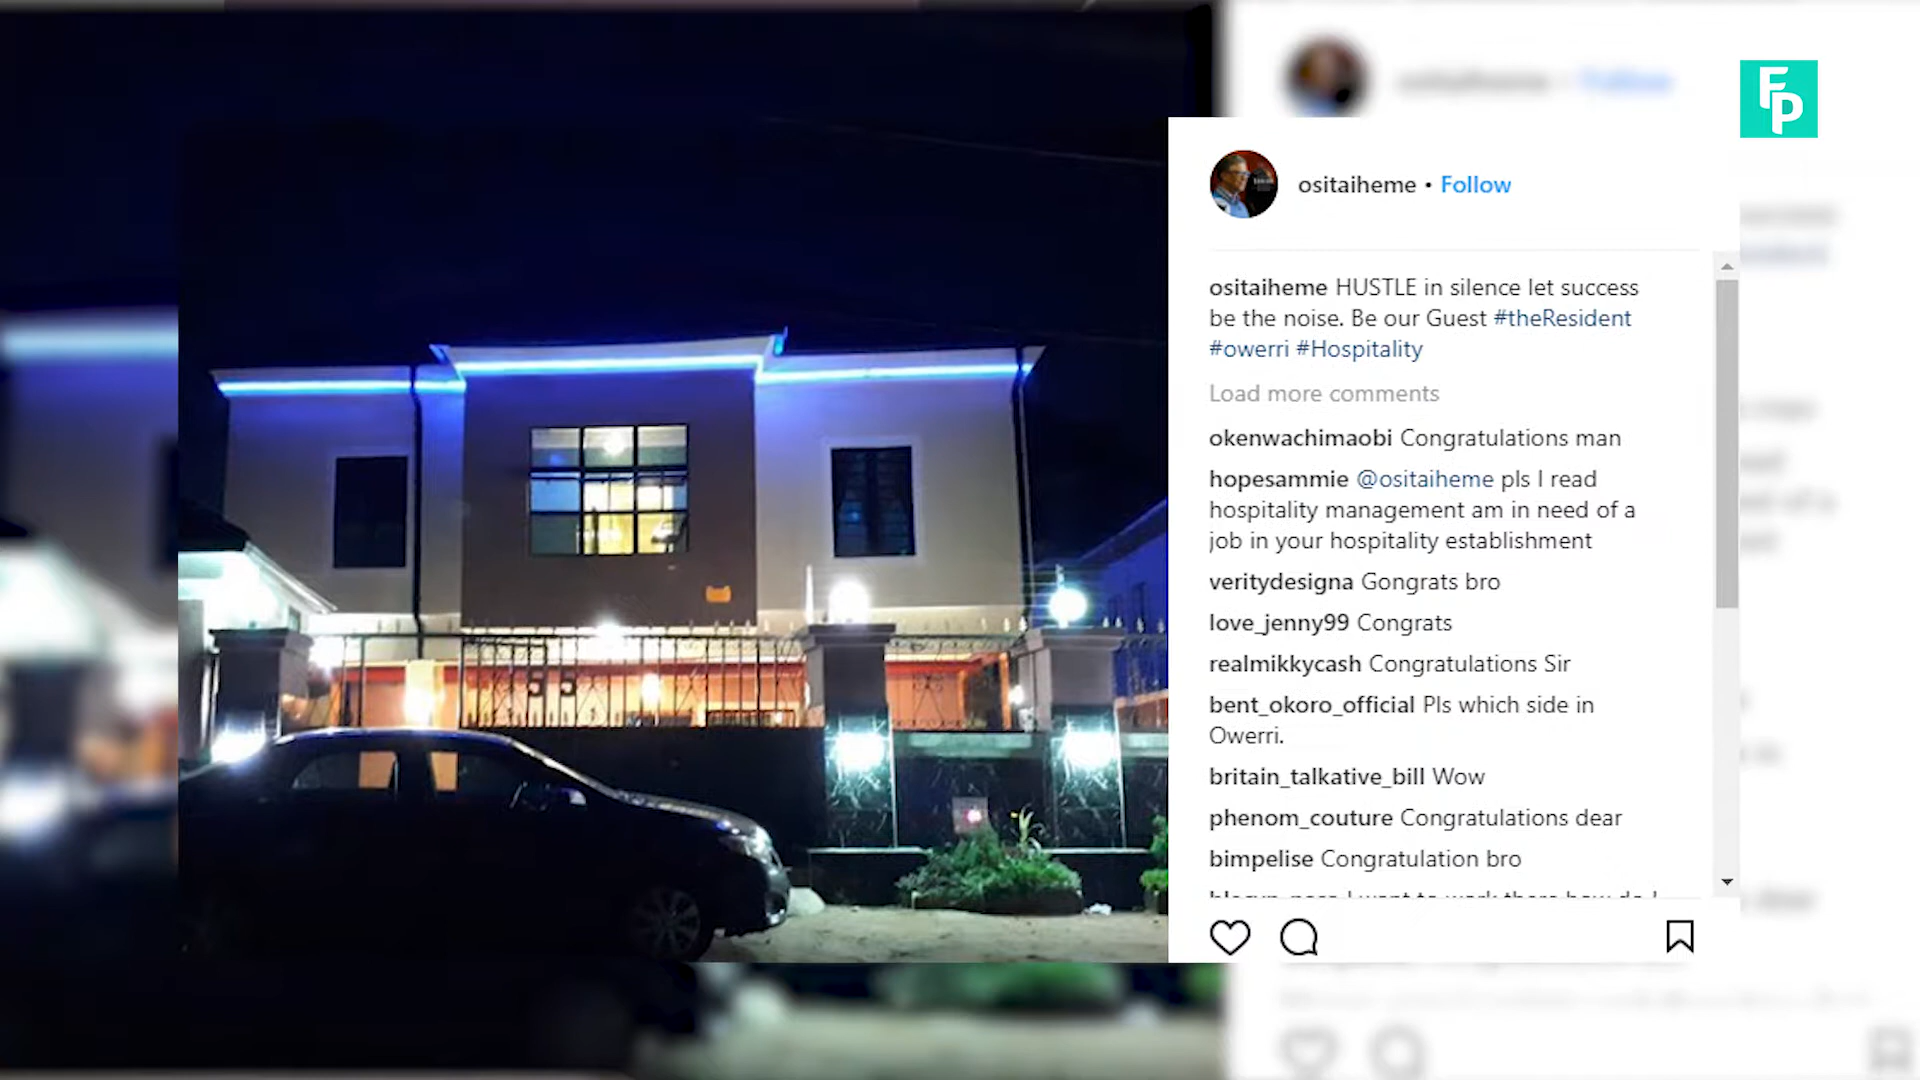 FP
ositaiheme • Follow
ositaiheme HUSTLE in silence let success
be the noise. Be our Guest #theResident
#owerri #Hospitality
Load more comments
okenwachimaobi Congratulations man
hopesammie @ositaiheme pls I read
hospitality management am in need of a
job in your hospitality establishment
veritydesigna Gongrats bro
love_jenny99 Congrats
realmikkycash Congratulations Sir
bent_okoro_official Pls which side in
Owerri.
britain_talkative_bill Wow
phenom_couture Congratulations dear
bimpelise Congratulation bro
55